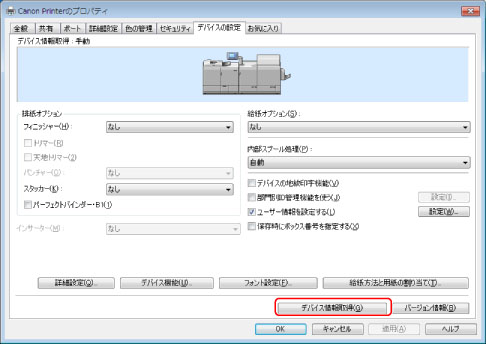 Canon Printerのプロパティ
全般 共有 ポート 詳細設定 色の管理 セキュリティ デバイスの設定 お気に入り
デバイス情報取得:手動
排紙オプション
フィニッシャー(H):
なし
トリマー(R)
天地トリマー(2)
パンチャー(C):
なし
スタッカー(K):
なし
パーフェクトバインダー・B1(1)
インサーター(M):
なし
給紙オプション(S):
なし
内部スプール処理(P):
自動
デバイスの地紋印字機能(V)
部門別ID管理機能を使う(J)
設定(I)...
ユーザー情報を設定する(L)
設定(W)...
保存時にボックス番号を指定する(X)
詳細設定(Q)... デバイス機能(U)... フォント設定(F)... 給紙方法と用紙の割り当て(T)...
デバイス情報取得(G) バージョン情報(B)
OK キャンセル 適用(A) ヘルプ